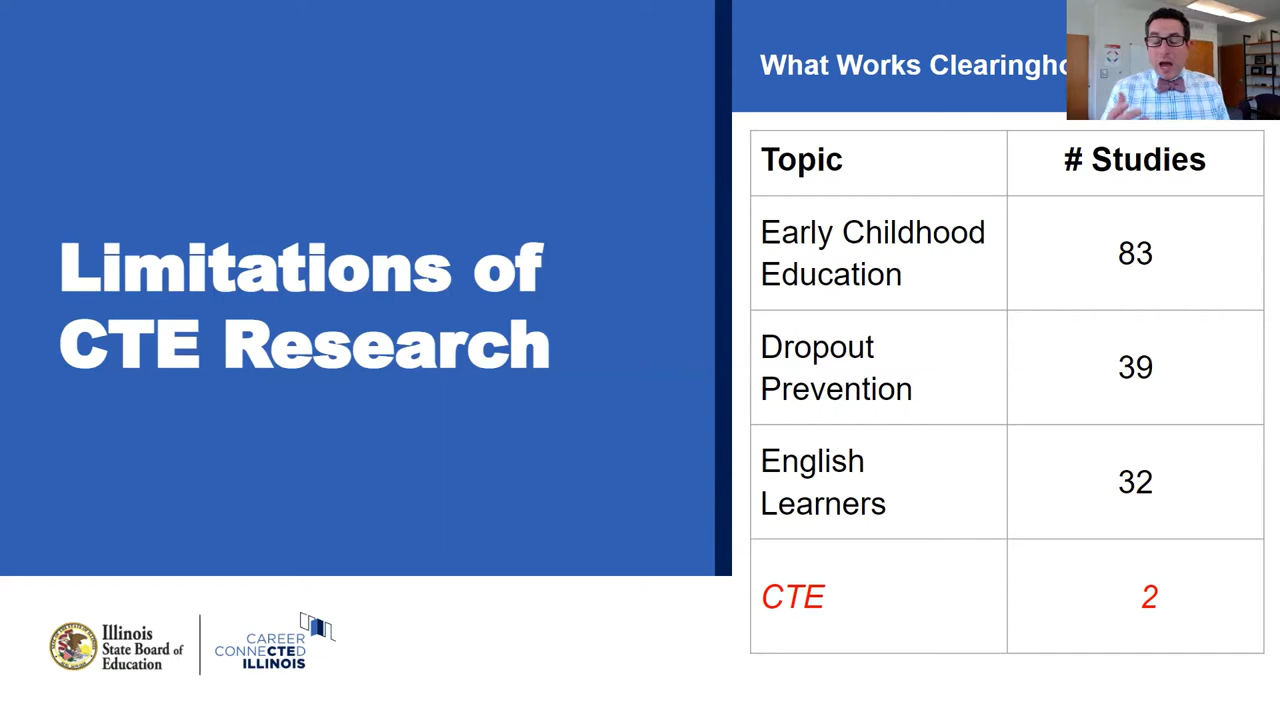 Limitations of
CTE Research
What Works
Topic
# Studies
Early Childhood
Education
83
Dropout
Prevention
39
English
Learners
32
CTE
2
Illinois
State Board of
Education
CAREER
CONNECTED
ILLINOIS